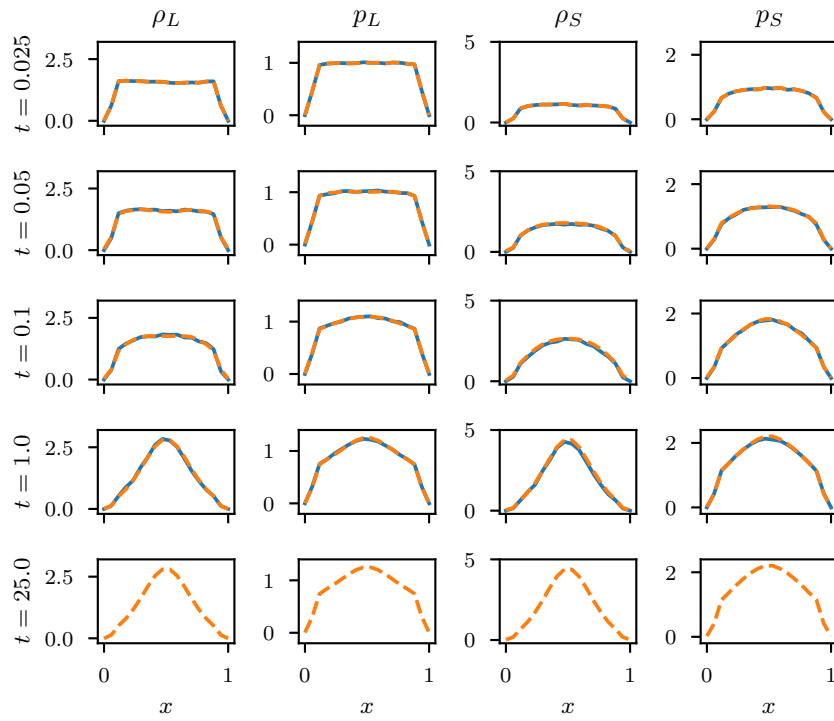 ρ_L p_L ρ_S p_S
t = 0.025 2.5 0.0 1 0 5 0 2 0
t = 0.05 2.5 0.0 1 0 5 0 2 0
t = 0.1 2.5 0.0 1 0 5 0 2 0
t = 1.0 2.5 0.0 1 0 5 0 2 0
t = 25.0 2.5 0.0 1 0 5 0 2 0
0 1 0 1 0 1 0 1
x x x x